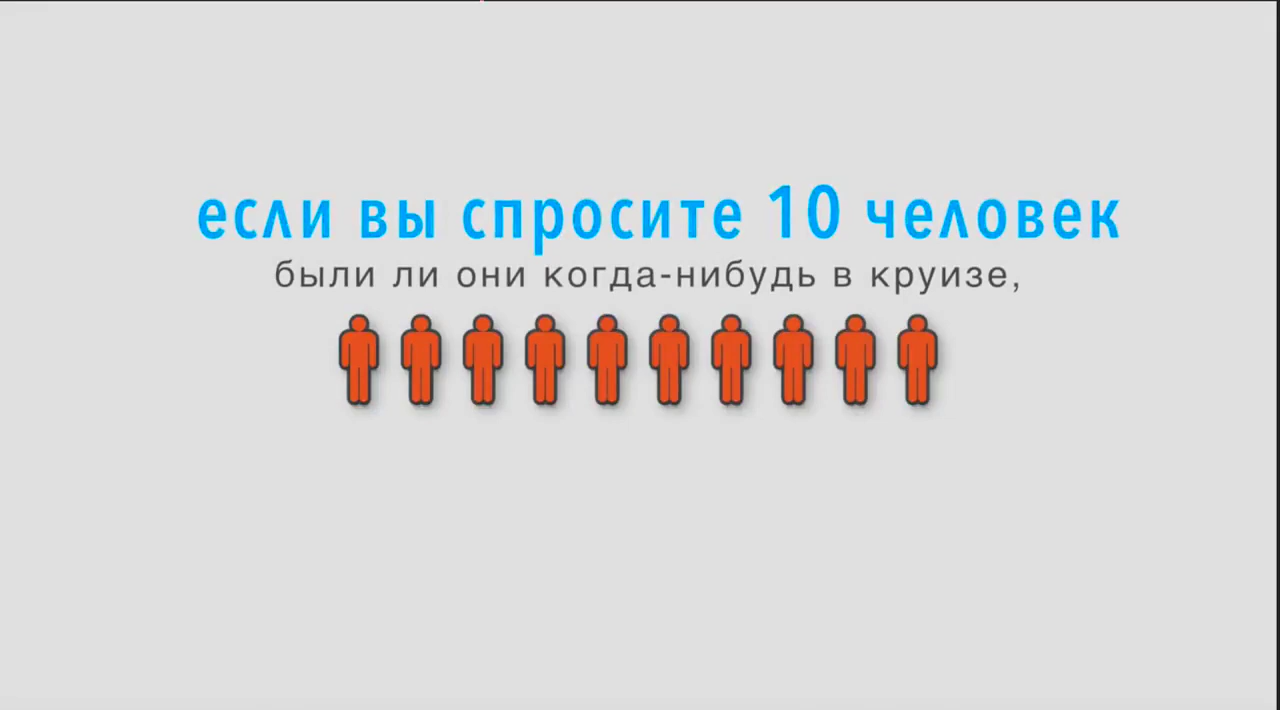 если вы спросите 10 человек
были ли они когда-нибудь в круизе,